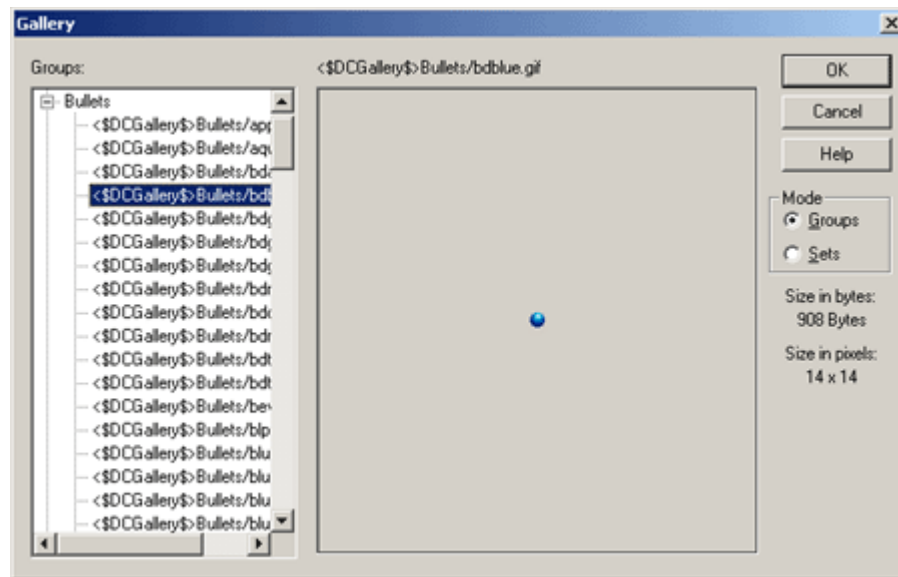 Gallery
Groups:
Bullets
<$DCGallery$>Bullets/app
<$DCGallery$>Bullets/aqu
<$DCGallery$>Bullets/bda
<$DCGallery$>Bullets/bdb
<$DCGallery$>Bullets/bdg
<$DCGallery$>Bullets/bdg
<$DCGallery$>Bullets/bdg
<$DCGallery$>Bullets/bdr
<$DCGallery$>Bullets/bdo
<$DCGallery$>Bullets/bdr
<$DCGallery$>Bullets/bdt
<$DCGallery$>Bullets/bdt
<$DCGallery$>Bullets/bev
<$DCGallery$>Bullets/blp
<$DCGallery$>Bullets/blu
<$DCGallery$>Bullets/blu
<$DCGallery$>Bullets/blu
<$DCGallery$>Bullets/blu
<$DCGallery$>Bullets/bdblue.gif
OK
Cancel
Help
Mode
Groups
Sets
Size in bytes:
908 Bytes
Size in pixels:
14 x 14